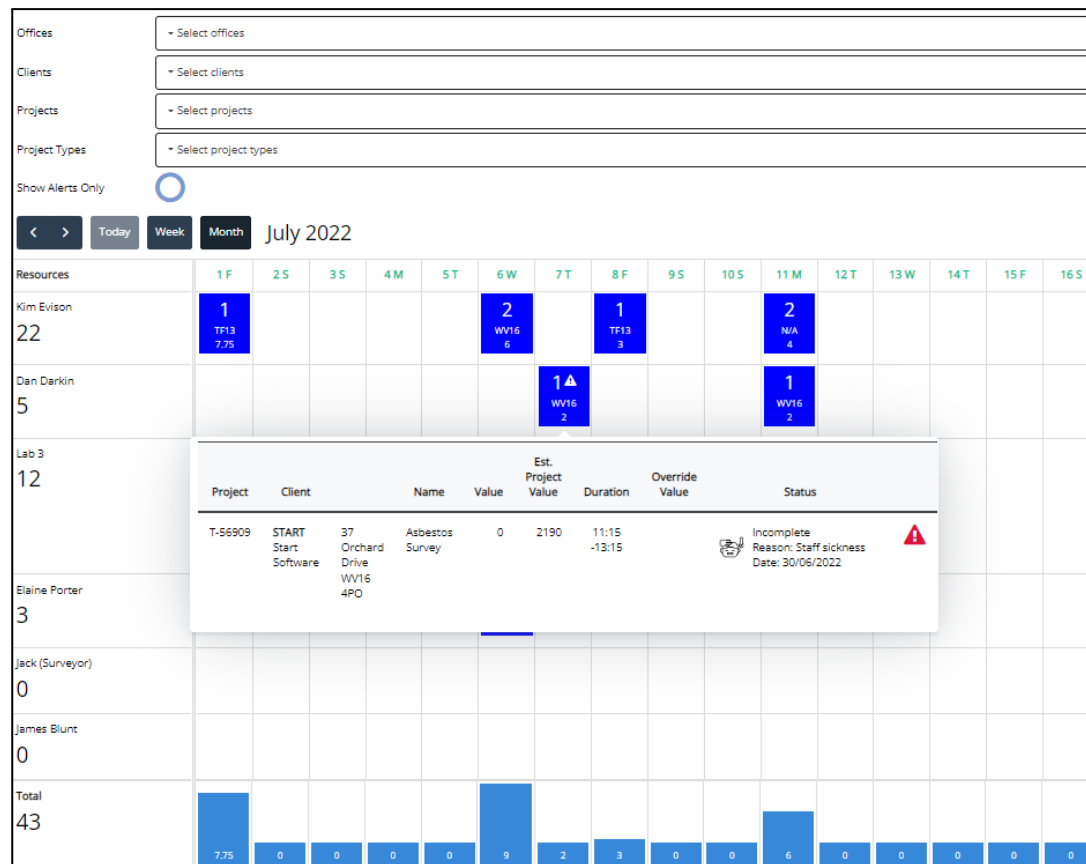 Offices
Select offices
Clients
Select clients
Projects
Select projects
Project Types
Select project types
Show Alerts Only
Today Week Month July 2022
Resources 1 F 2 S 3 S 4 M 5 T 6 W 7 T 8 F 9 S 10 S 11 M 12 T 13 W 14 T 15 F 16 S
Kim Evison
22
1 2 1 2
TF13 WV16 TF13 N/A
7.75 6 3 4
Dan Darkin
5
1 1
WV16 WV16
2 2
Lab 3
12
Project Client Name Value Est. Project Value Duration Override Value Status
T-56909 START 37 Asbestos 0 2190 11:15 Incomplete
Start Orchard Survey -13:15 Reason: Staff sickness
Software Drive Date: 30/06/2022
WV16
4PO
Elaine Porter
3
Jack (Surveyor)
0
James Blunt
0
Total
43
7.75 0 0 0 0 9 2 3 0 0 6 0 0 0 0 0